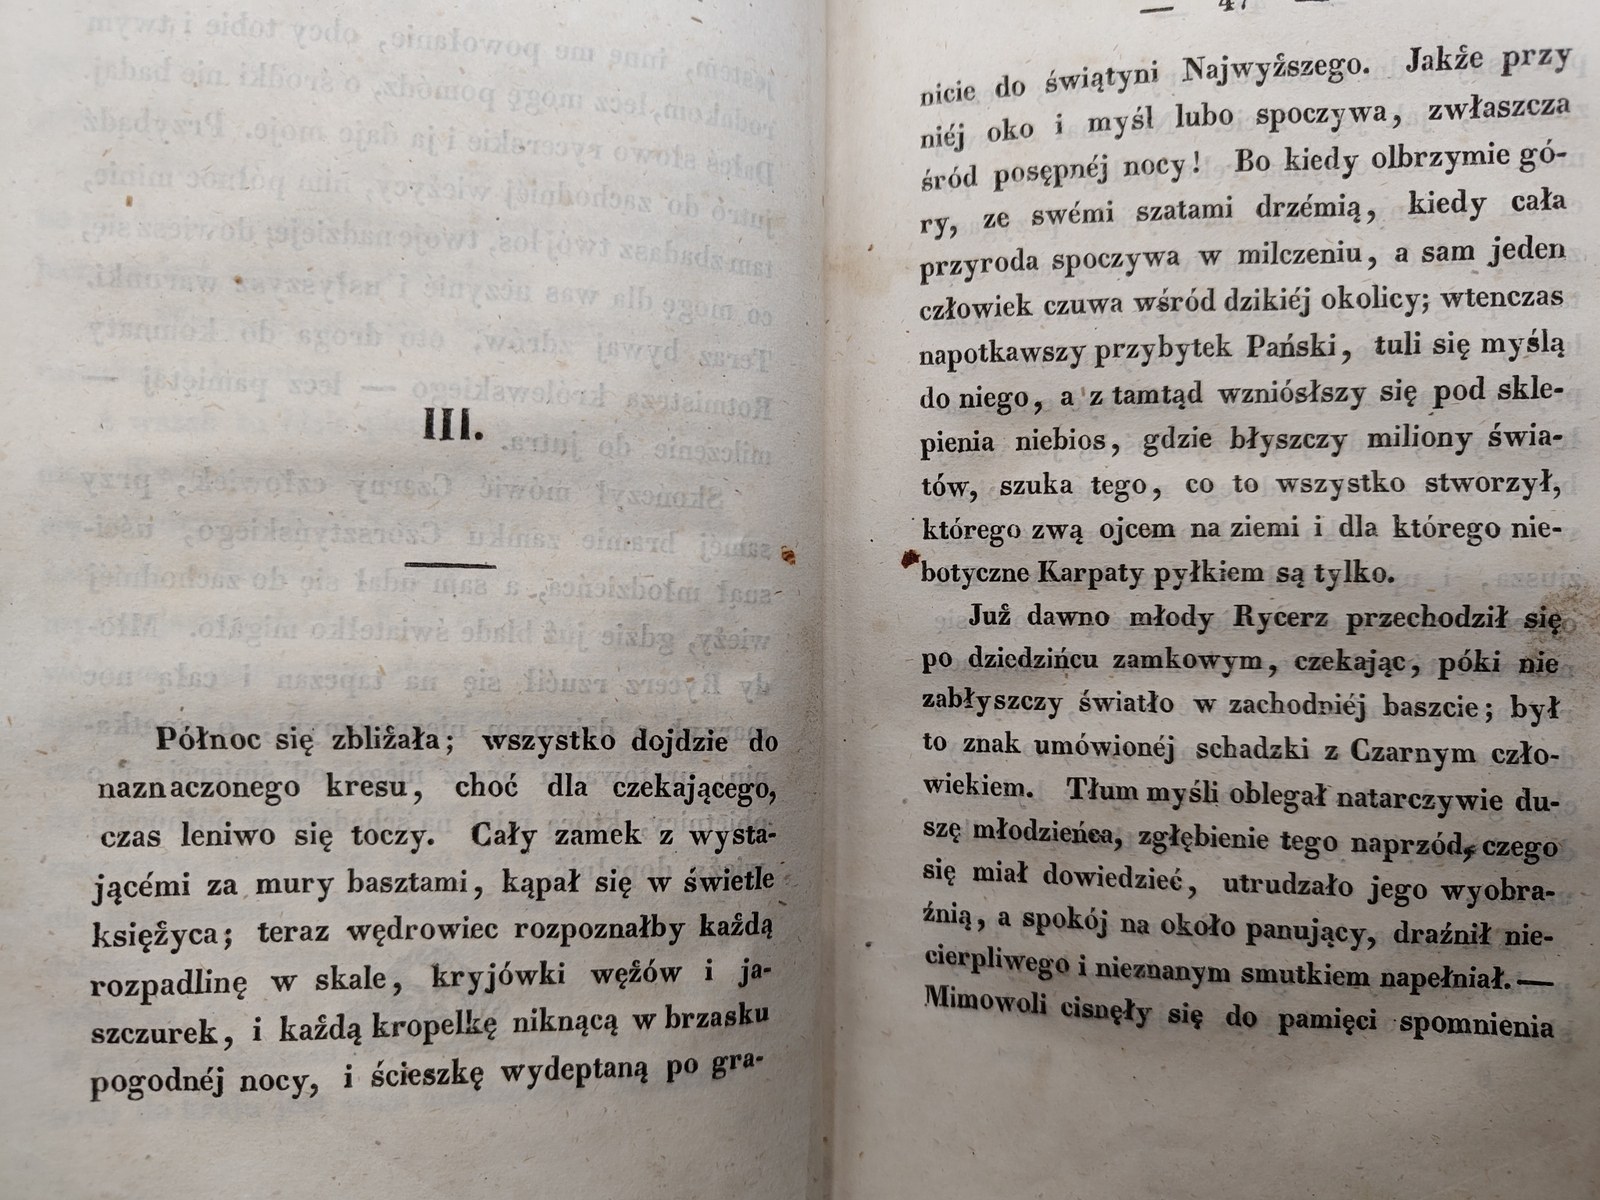 III.
Północ się zbliżała; wszystko dojdzie do
naznaczonego kresu, choć dla czekającego,
czas leniwo się toczy. Cały zamek z wysta-
jącémi za mury basztami, kąpał się w świetle
księżyca; teraz wędrowiec rozpoznałby każdą
rozpadlinę w skale, kryjówki wężów i ja-
szczurek, i każdą kropelkę niknącą w brzasku
pogodnéj nocy, i ścieszkę wydeptaną po gra-
— 47 —
nicie do świątyni Najwyższego. Jakże przy
niéj oko i myśl lubo spoczywa, zwłaszcza
śród posępnéj nocy! Bo kiedy olbrzymie gó-
ry, ze swémi szatami drzémią, kiedy cała
przyroda spoczywa w milczeniu, a sam jeden
człowiek czuwa wśród dzikiéj okolicy; wtenczas
napotkawszy przybytek Pański, tuli się myślą
do niego, a z tamtąd wzniósłszy się pod skle-
pienia niebios, gdzie błyszczy miliony świa-
tów, szuka tego, co to wszystko stworzył,
którego zwą ojcem na ziemi i dla którego nie-
botyczne Karpaty pyłkiem są tylko.
Już dawno młody Rycerz przechodził się
po dziedzińcu zamkowym, czekając, póki nie
zabłyszczy światło w zachodniéj baszcie; był
to znak umówionéj schadzki z Czarnym czło-
wiekiem. Tłum myśli oblegał natarczywie du-
szę młodzieńca, zgłębienie tego naprzód, czego
się miał dowiedzieć, utrudzało jego wyobra-
źnią, a spokój na około panujący, draźnił nie-
cierpliwego i nieznanym smutkiem napełniał.—
Mimowoli cisnęły się do pamięci spomnienia